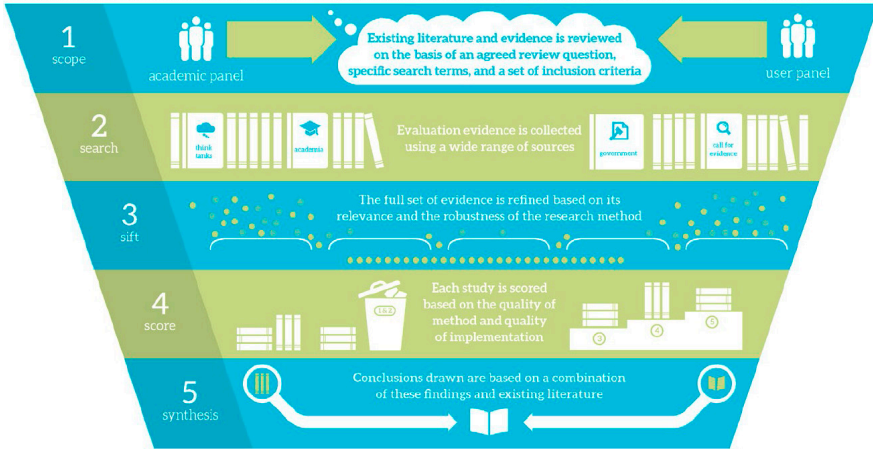 1
scope
academic panel
Existing literature and evidence is reviewed
on the basis of an agreed review question,
specific search terms, and a set of inclusion criteria
user panel
2
search
think
tanks
academia
Evaluation evidence is collected
using a wide range of sources
government
call for
evidence
3
sift
The full set of evidence is refined based on its
relevance and the robustness of the research method
4
score
1&2
Each study is scored
based on the quality of
method and quality
of implementation
3
4
5
5
synthesis
Conclusions drawn are based on a combination
of these findings and existing literature